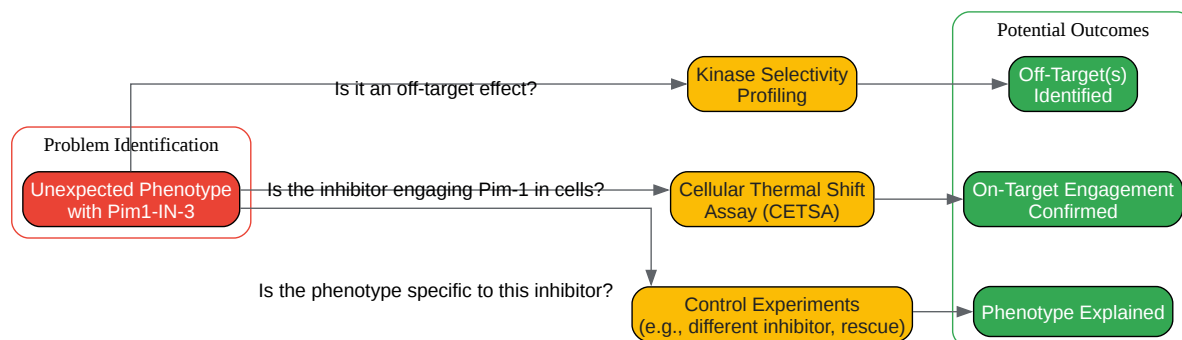 Potential Outcomes
Is it an off-target effect?
Kinase Selectivity
Profiling
Off-Target(s)
Identified
Problem Identification
Unexpected Phenotype
with Pim1-IN-3
Is the inhibitor engaging Pim-1 in cells?
Cellular Thermal Shift
Assay (CETSA)
On-Target Engagement
Confirmed
Is the phenotype specific to this inhibitor?
Control Experiments
(e.g., different inhibitor, rescue)
Phenotype Explained